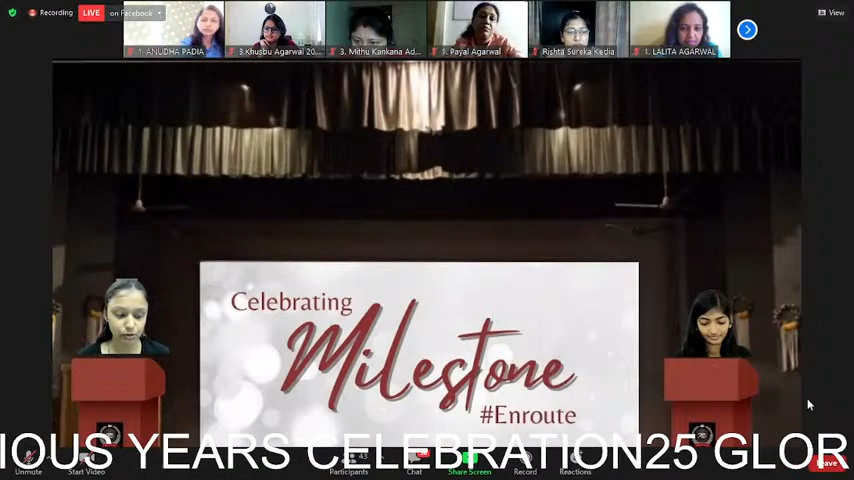 Recording
LIVE
on Facebook
View
1. ANUDHA PADIA
3.Khusbu Agarwal 20...
3. Mithu Kankana Ad...
1. Payal Agarwal
Rishta Sureka Kedia
1. LALITA AGARWAL
Celebrating
Milestone
#Enroute
IOUS YEARS CELEBRATION25 GLOR
Unmute
Start Video
Participants
43
Chat
Share Screen
Record
Reactions
Leave